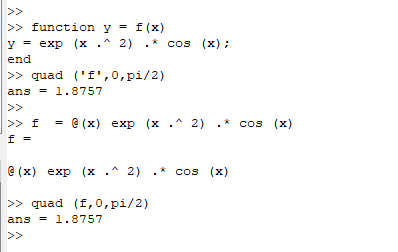 >>
>> function y = f(x)
y = exp (x .^ 2) .* cos (x);
end
>> quad ('f',0,pi/2)
ans = 1.8757
>>
>> f  = @(x) exp (x .^ 2) .* cos (x)
f =
@(x) exp (x .^ 2) .* cos (x)
>> quad (f,0,pi/2)
ans = 1.8757
>>